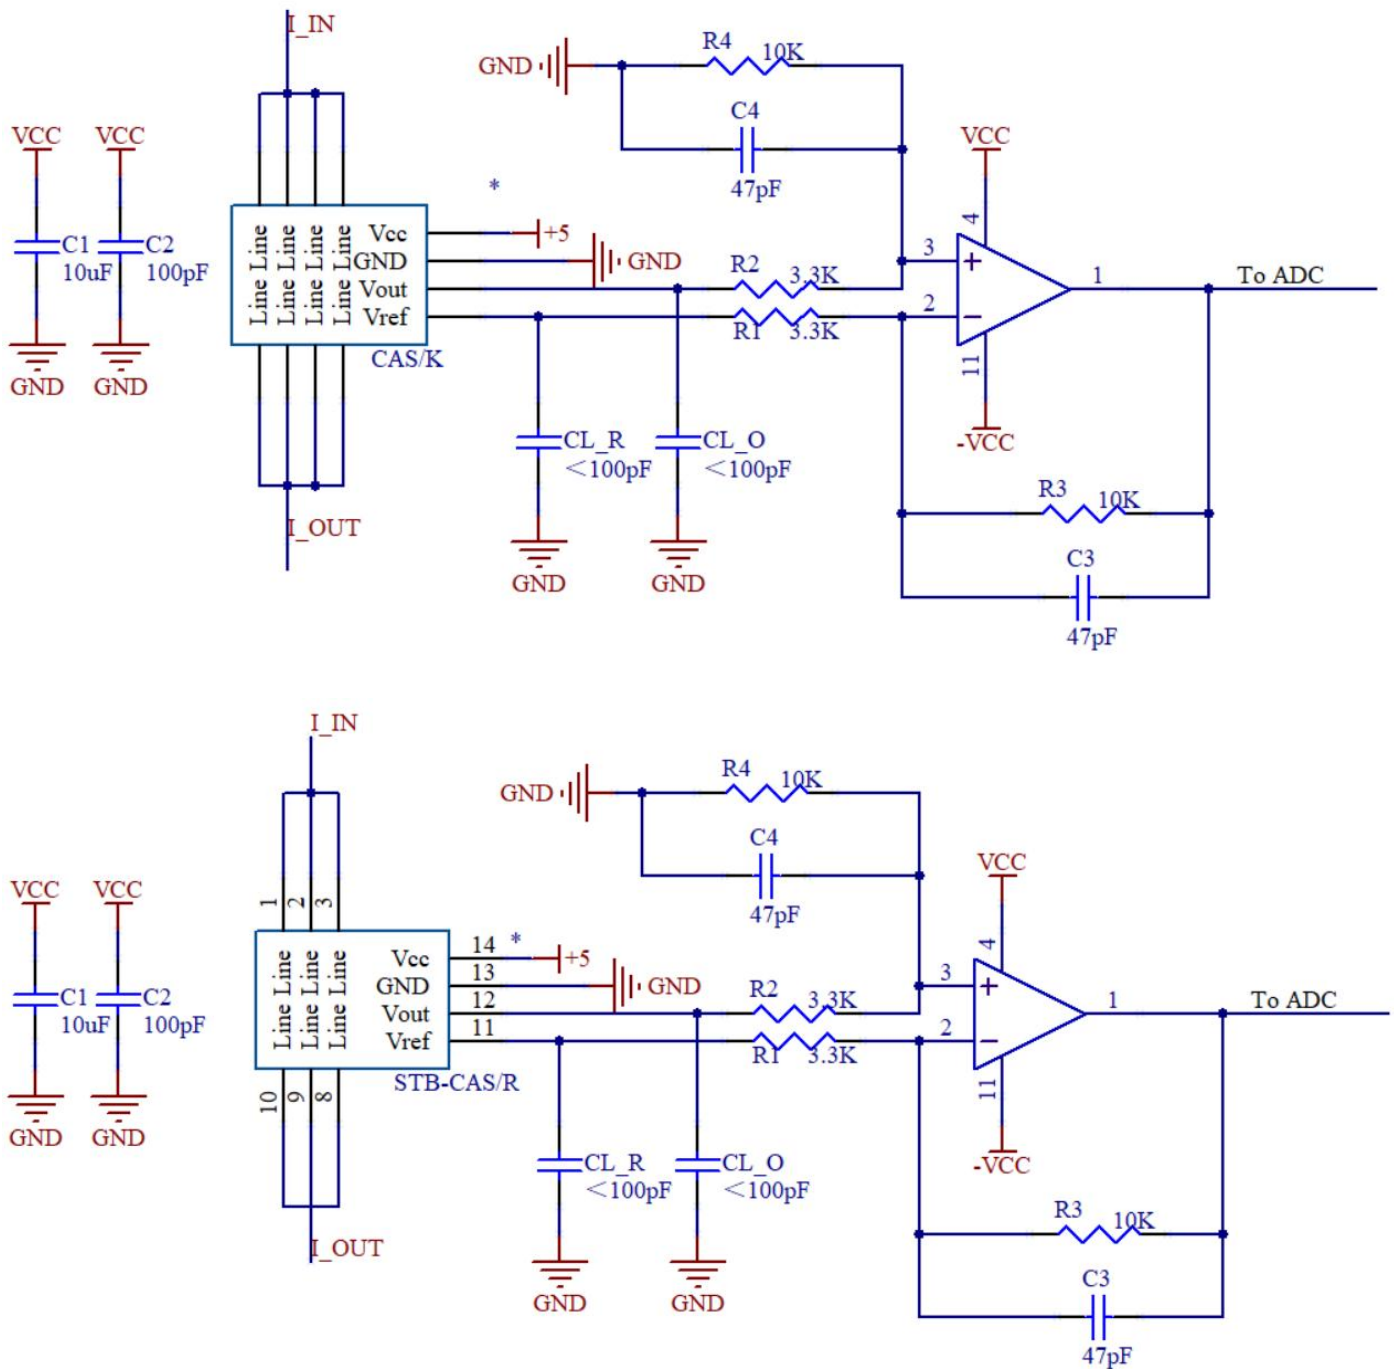 I_IN
R4 10K
GND
C4
47pF
VCC VCC
C1 C2
10uF 100pF
*
Line Line Line Line
Vcc
GND
Vout
Vref
+5
GND
CAS/K
R2 3.3K
R1 3.3K
VCC
4
3
+
2
−
1
11
-VCC
To ADC
GND GND
CL_R
<100pF
CL_O
<100pF
GND GND
I_OUT
R3 10K
C3
47pF
I_IN
R4 10K
GND
C4
47pF
VCC VCC
C1 C2
10uF 100pF
GND GND
1 2 3
Line Line Line Line
Vcc
GND
Vout
Vref
14
13
12
11
*
+5
GND
STB-CAS/R
10 9 8
R2 3.3K
R1 3.3K
VCC
4
3
+
2
−
1
11
-VCC
To ADC
CL_R
<100pF
CL_O
<100pF
GND GND
I_OUT
R3 10K
C3
47pF